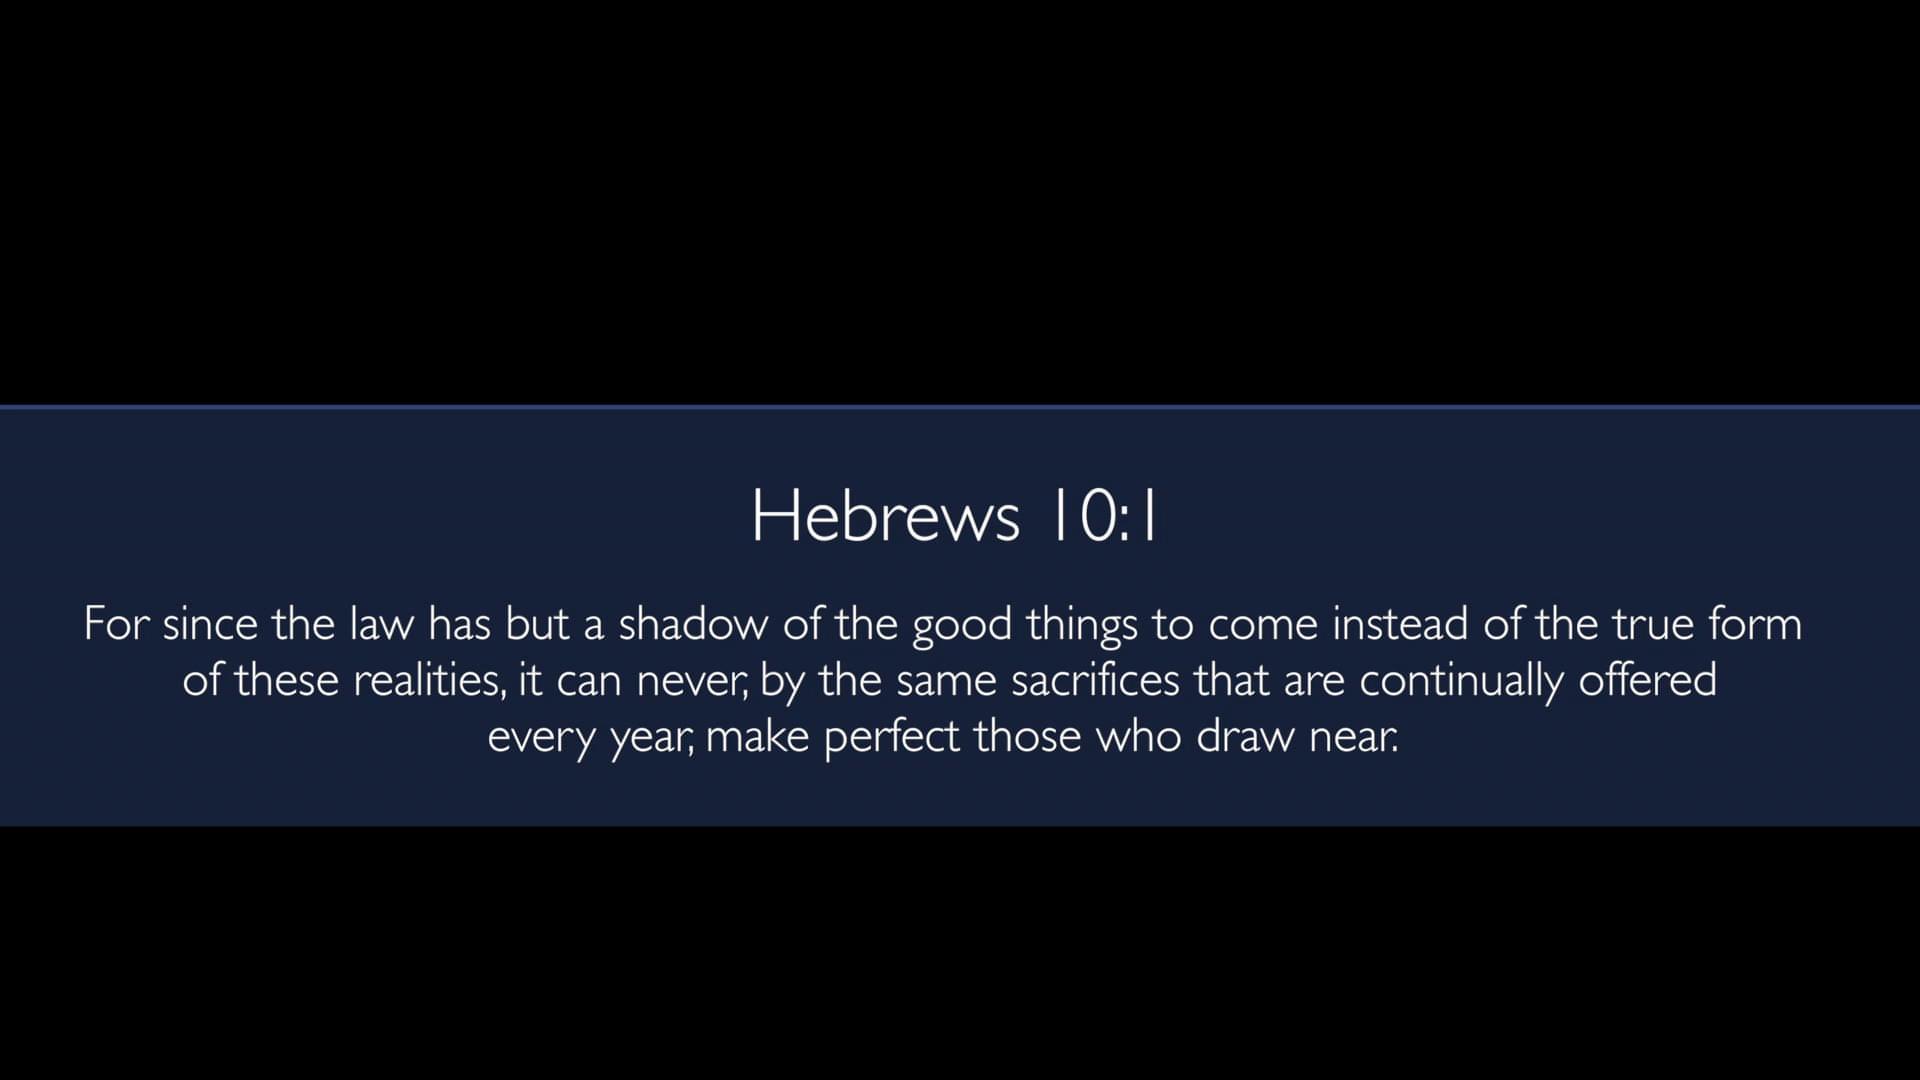 Hebrews 10:1
For since the law has but a shadow of the good things to come instead of the true form
of these realities, it can never, by the same sacrifices that are continually offered
every year, make perfect those who draw near.